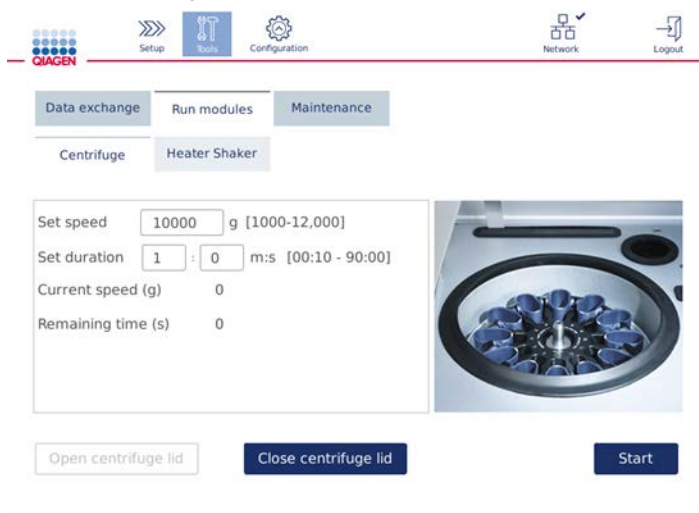 QIAGEN
Setup
Tools
Configuration
Network
Logout
Data exchange
Run modules
Maintenance
Centrifuge
Heater Shaker
Set speed 10000 g [1000-12,000]
Set duration 1 : 0 m:s [00:10 - 90:00]
Current speed (g) 0
Remaining time (s) 0
Open centrifuge lid
Close centrifuge lid
Start